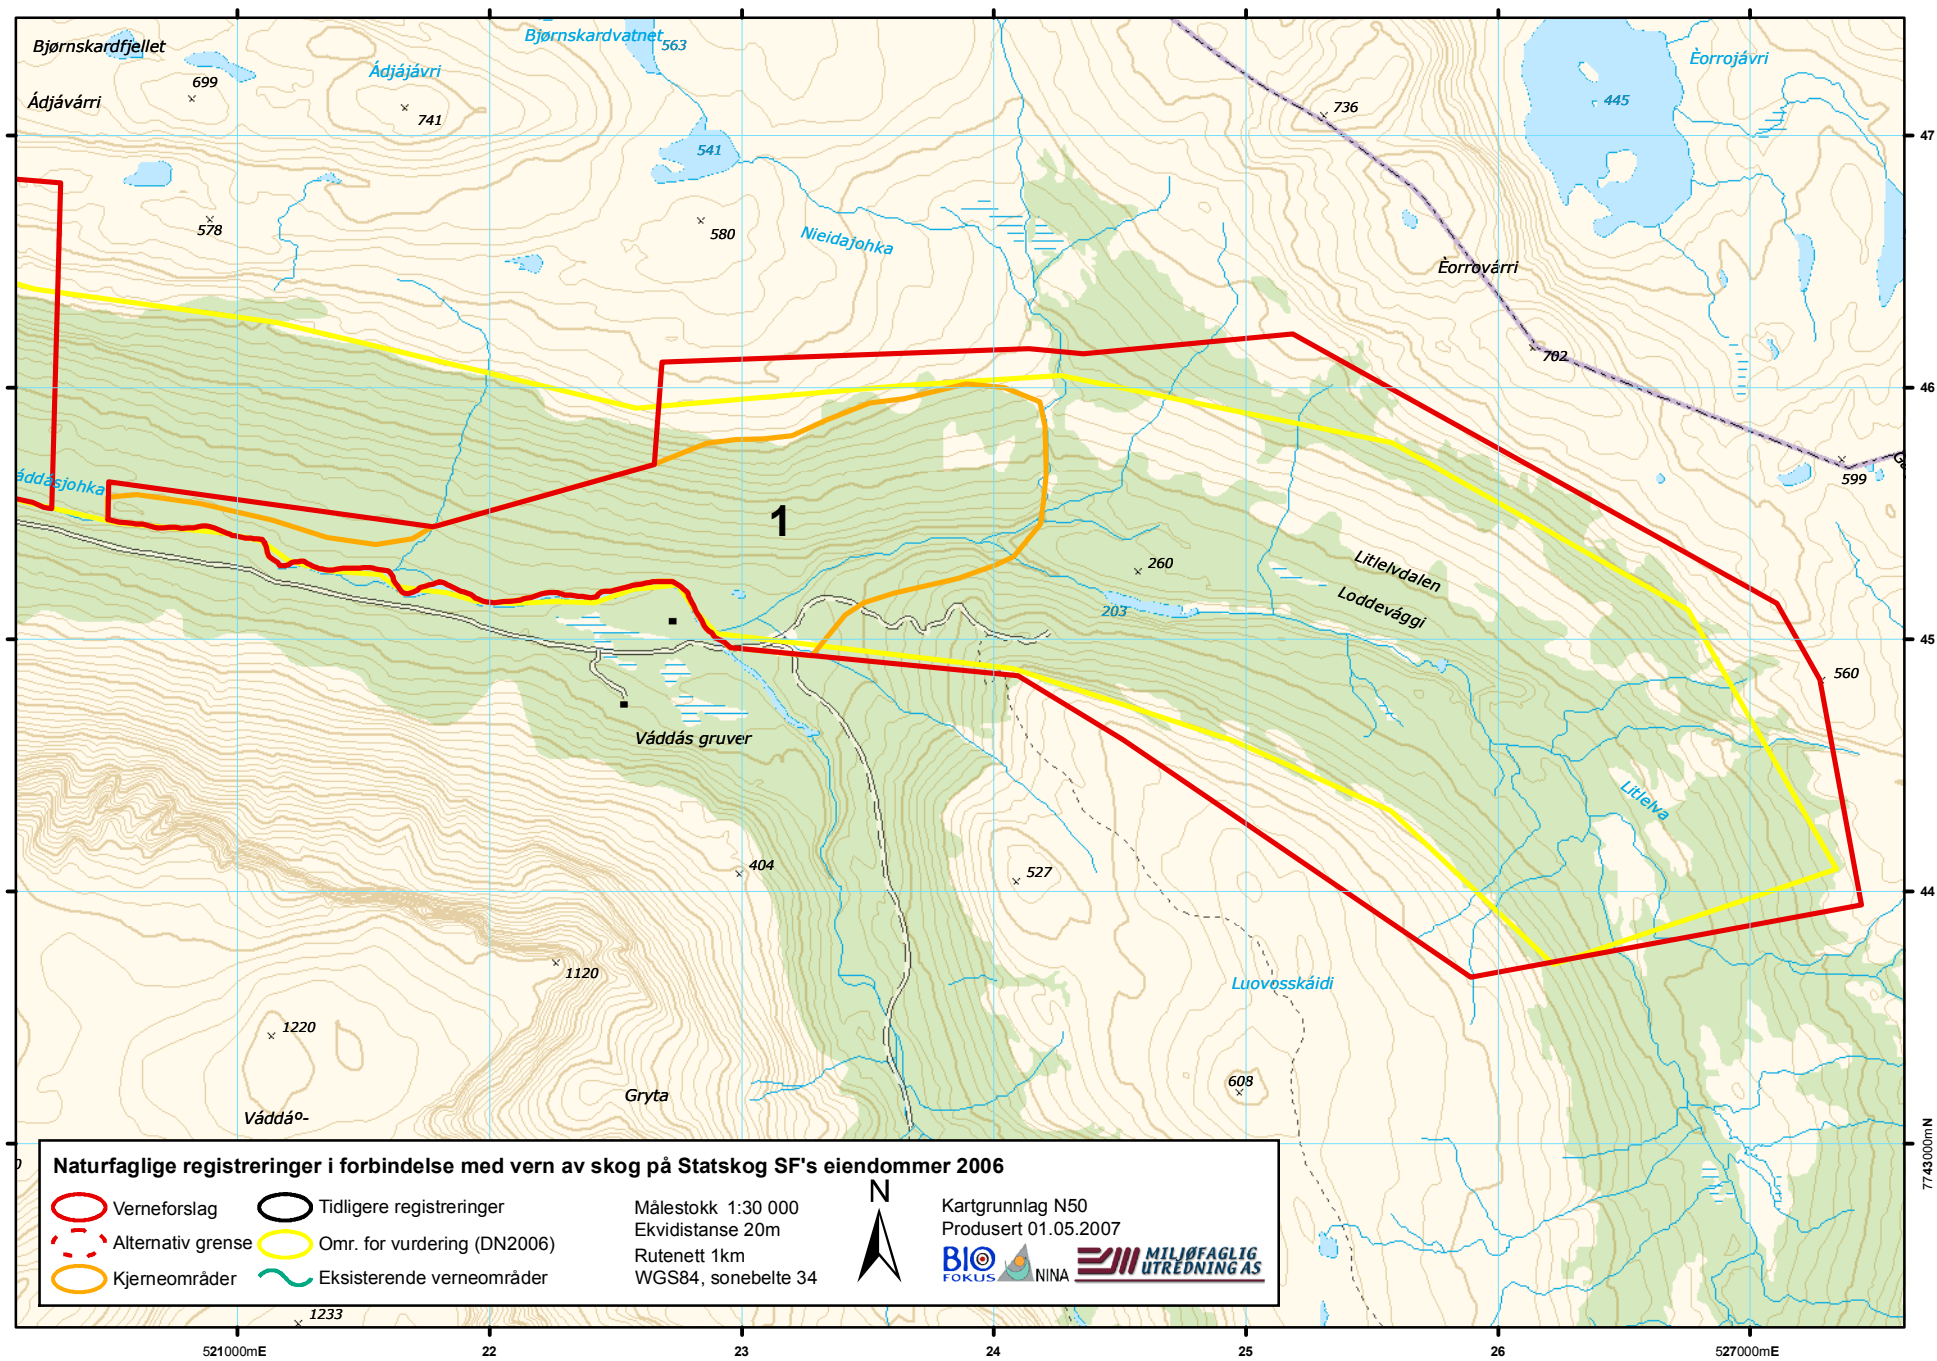 Bjørnskardfjellet
Bjørnskardvatnet
563
Ádjájávri
Èorrojávri
699
Ádjávárri
741
736
445
47
541
578
580
Nieidajohka
Èorrovárri
702
46
599
áddásjohka
1
260
Litlelvdalen
Loddevággi
203
45
560
Váddás gruver
Litlelva
404
527
44
1120
Luovosskáidi
1220
608
Gryta
Váddáº-
7743000mN
Naturfaglige registreringer i forbindelse med vern av skog på Statskog SF's eiendommer 2006
Verneforslag
Tidligere registreringer
Alternativ grense
Omr. for vurdering (DN2006)
Kjerneområder
Eksisterende verneområder
Målestokk 1:30 000
Ekvidistanse 20m
Rutenett 1km
WGS84, sonebelte 34
N
Kartgrunnlag N50
Produsert 01.05.2007
BIO
FOKUS
NINA
MILJØFAGLIG
UTREDNING AS
1233
521000mE
22
23
24
25
26
527000mE